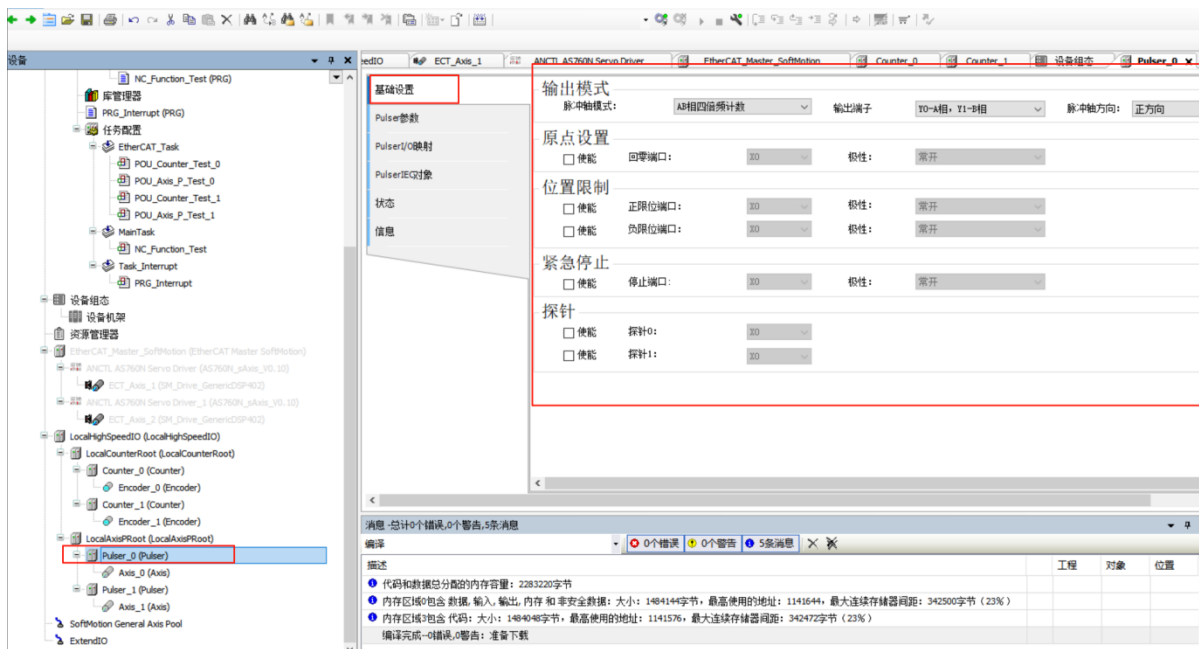 设备
NC_Function_Test (PRG)
库管理器
PRG_Interrupt (PRG)
任务配置
EtherCAT_Task
POU_Counter_Test_0
POU_Axis_P_Test_0
POU_Counter_Test_1
POU_Axis_P_Test_1
MainTask
NC_Function_Test
Task_Interrupt
PRG_Interrupt
设备组态
设备机架
资源管理器
EtherCAT_Master_SoftMotion (EtherCAT Master SoftMotion)
ANCTL AS760N Servo Driver (AS760N_sAxis_V0.10)
ECT_Axis_1 (SM_Drive_GenericDSP402)
ANCTL AS760N Servo Driver_1 (AS760N_sAxis_V0.10)
ECT_Axis_2 (SM_Drive_GenericDSP402)
LocalHighSpeedIO (LocalHighSpeedIO)
LocalCounterRoot (LocalCounterRoot)
Counter_0 (Counter)
Encoder_0 (Encoder)
Counter_1 (Counter)
Encoder_1 (Encoder)
LocalAxisPRoot (LocalAxisPRoot)
Pulser_0 (Pulser)
Axis_0 (Axis)
Pulser_1 (Pulser)
Axis_1 (Axis)
SoftMotion General Axis Pool
ExtendIO
eedIO ECT_Axis_1 ANCTL AS760N Servo Driver EtherCAT_Master_SoftMotion Counter_0 Counter_1 设备组态 Pulser_0
基础设置
Pulser参数
PulserI/O映射
PulserIEC对象
状态
信息
输出模式
脉冲轴模式: AB相四倍频计数 输出端子 Y0-A相, Y1-B相 脉冲轴方向: 正方向
原点设置
使能 回零端口: X0 极性: 常开
位置限制
使能 正限位端口: X0 极性: 常开
使能 负限位端口: X0 极性: 常开
紧急停止
使能 停止端口: X0 极性: 常开
探针
使能 探针0: X0
使能 探针1: X0
消息 -总计0个错误,0个警告,5条消息
编译 0个错误 0个警告 5条消息
描述 工程 对象 位置
代码和数据总分配的内存容量: 2283220字节
内存区域0包含 数据, 输入, 输出, 内存 和 非安全数据: 大小: 1484144字节, 最高使用的地址: 1141644, 最大连续存储器间距: 342500字节 (23%)
内存区域3包含 代码: 大小: 1484048字节, 最高使用的地址: 1141576, 最大连续存储器间距: 342472字节 (23%)
编译完成--0错误,0警告: 准备下载